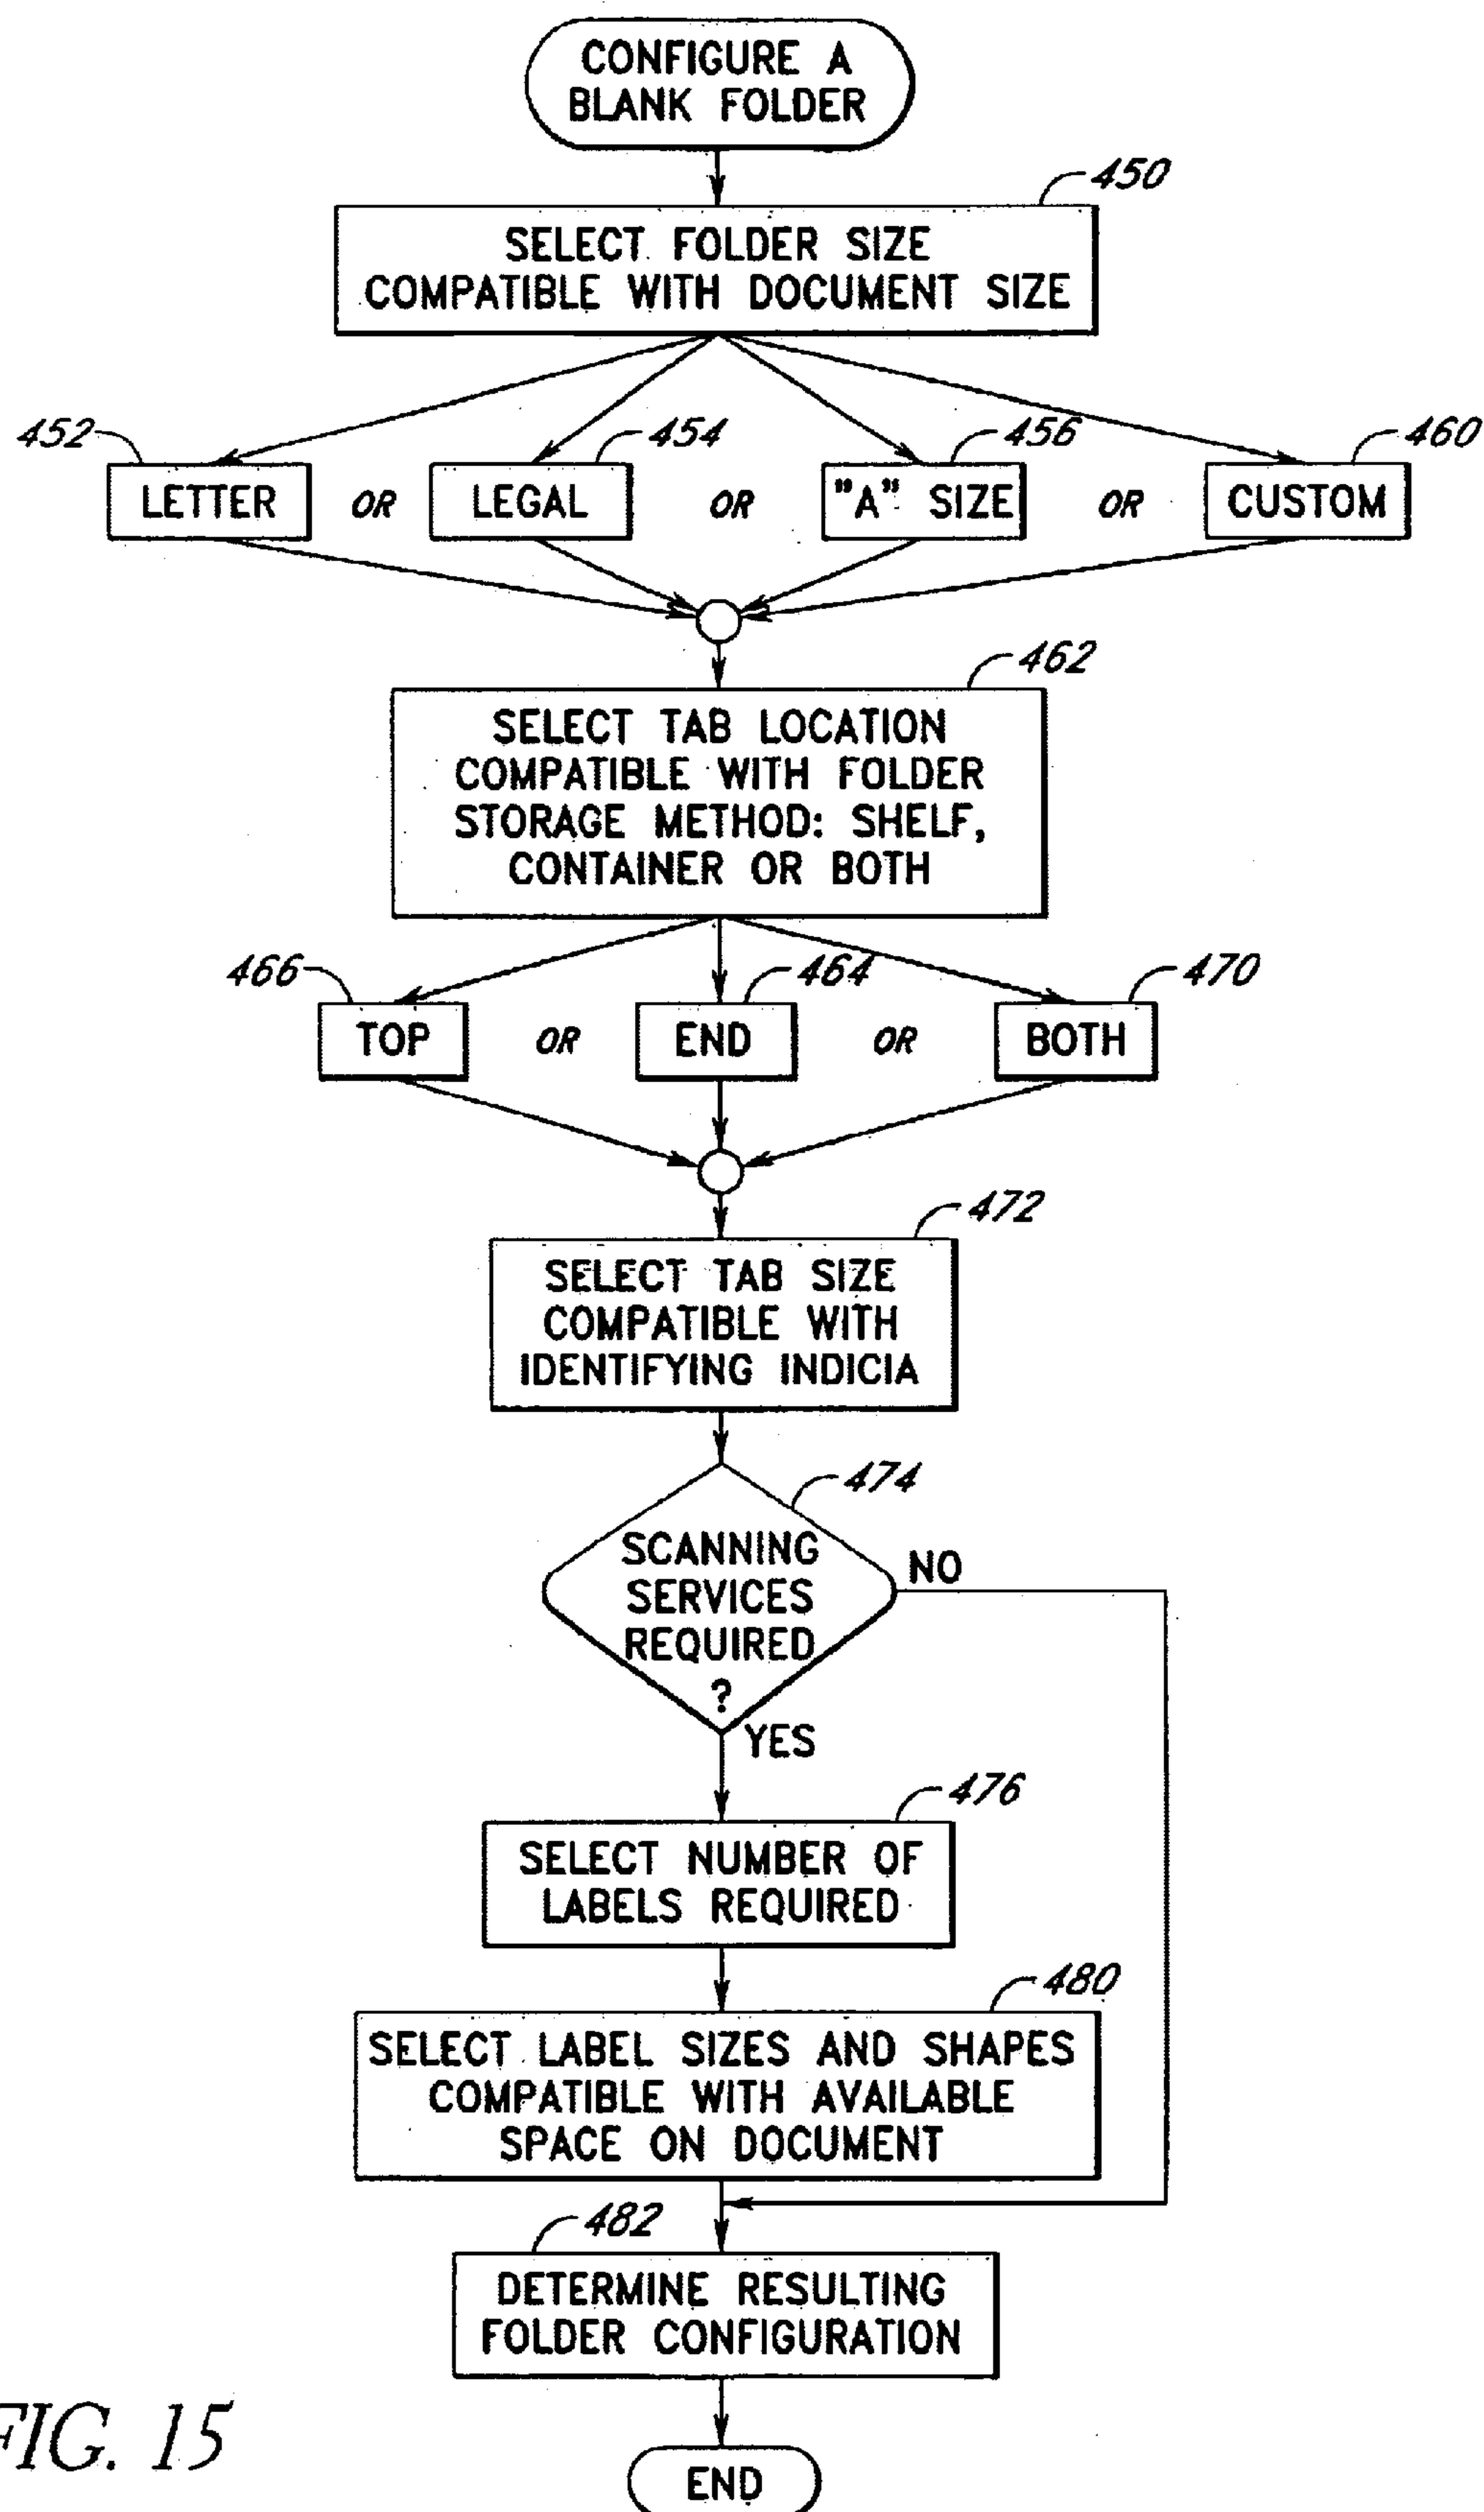 CONFIGURE A
BLANK FOLDER
450
SELECT FOLDER SIZE
COMPATIBLE WITH DOCUMENT SIZE
452
454
456
460
LETTER OR LEGAL OR "A" SIZE OR CUSTOM
462
SELECT TAB LOCATION
COMPATIBLE WITH FOLDER
STORAGE METHOD: SHELF,
CONTAINER OR BOTH
466
464
470
TOP OR END OR BOTH
472
SELECT TAB SIZE
COMPATIBLE WITH
IDENTIFYING INDICIA
474
SCANNING
SERVICES
REQUIRED
?
NO
YES
476
SELECT NUMBER OF
LABELS REQUIRED
480
SELECT LABEL SIZES AND SHAPES
COMPATIBLE WITH AVAILABLE
SPACE ON DOCUMENT
482
DETERMINE RESULTING
FOLDER CONFIGURATION
END
FIG. 15